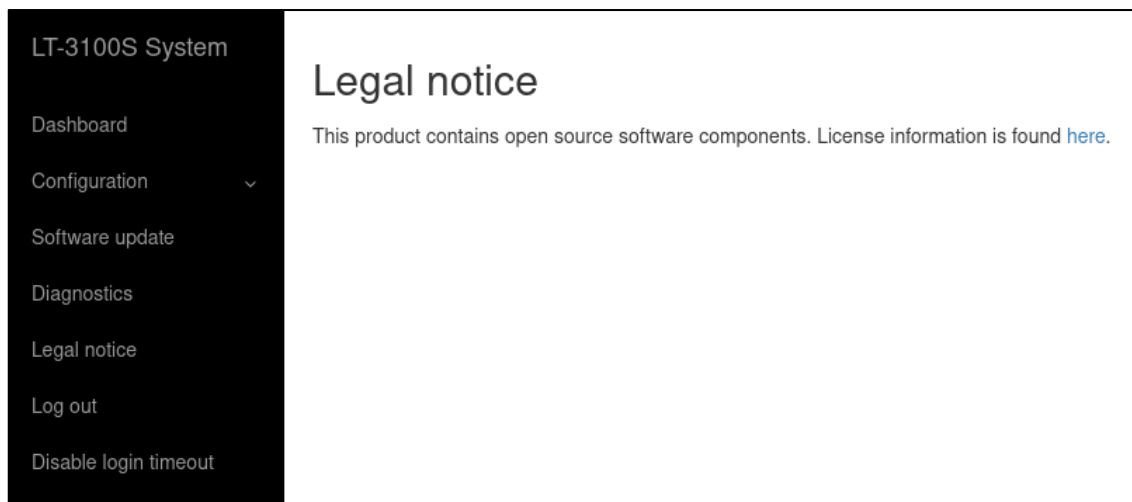 LT-3100S System
Dashboard
Configuration
Software update
Diagnostics
Legal notice
Log out
Disable login timeout
Legal notice
This product contains open source software components. License information is found here.